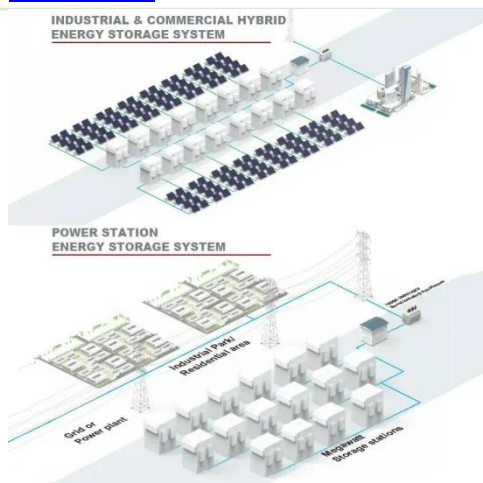 INDUSTRIAL & COMMERCIAL HYBRID
ENERGY STORAGE SYSTEM
POWER STATION
ENERGY STORAGE SYSTEM
Industrial Park/
Residential area
Grid or
Power plant
Megawatt
Storage stations